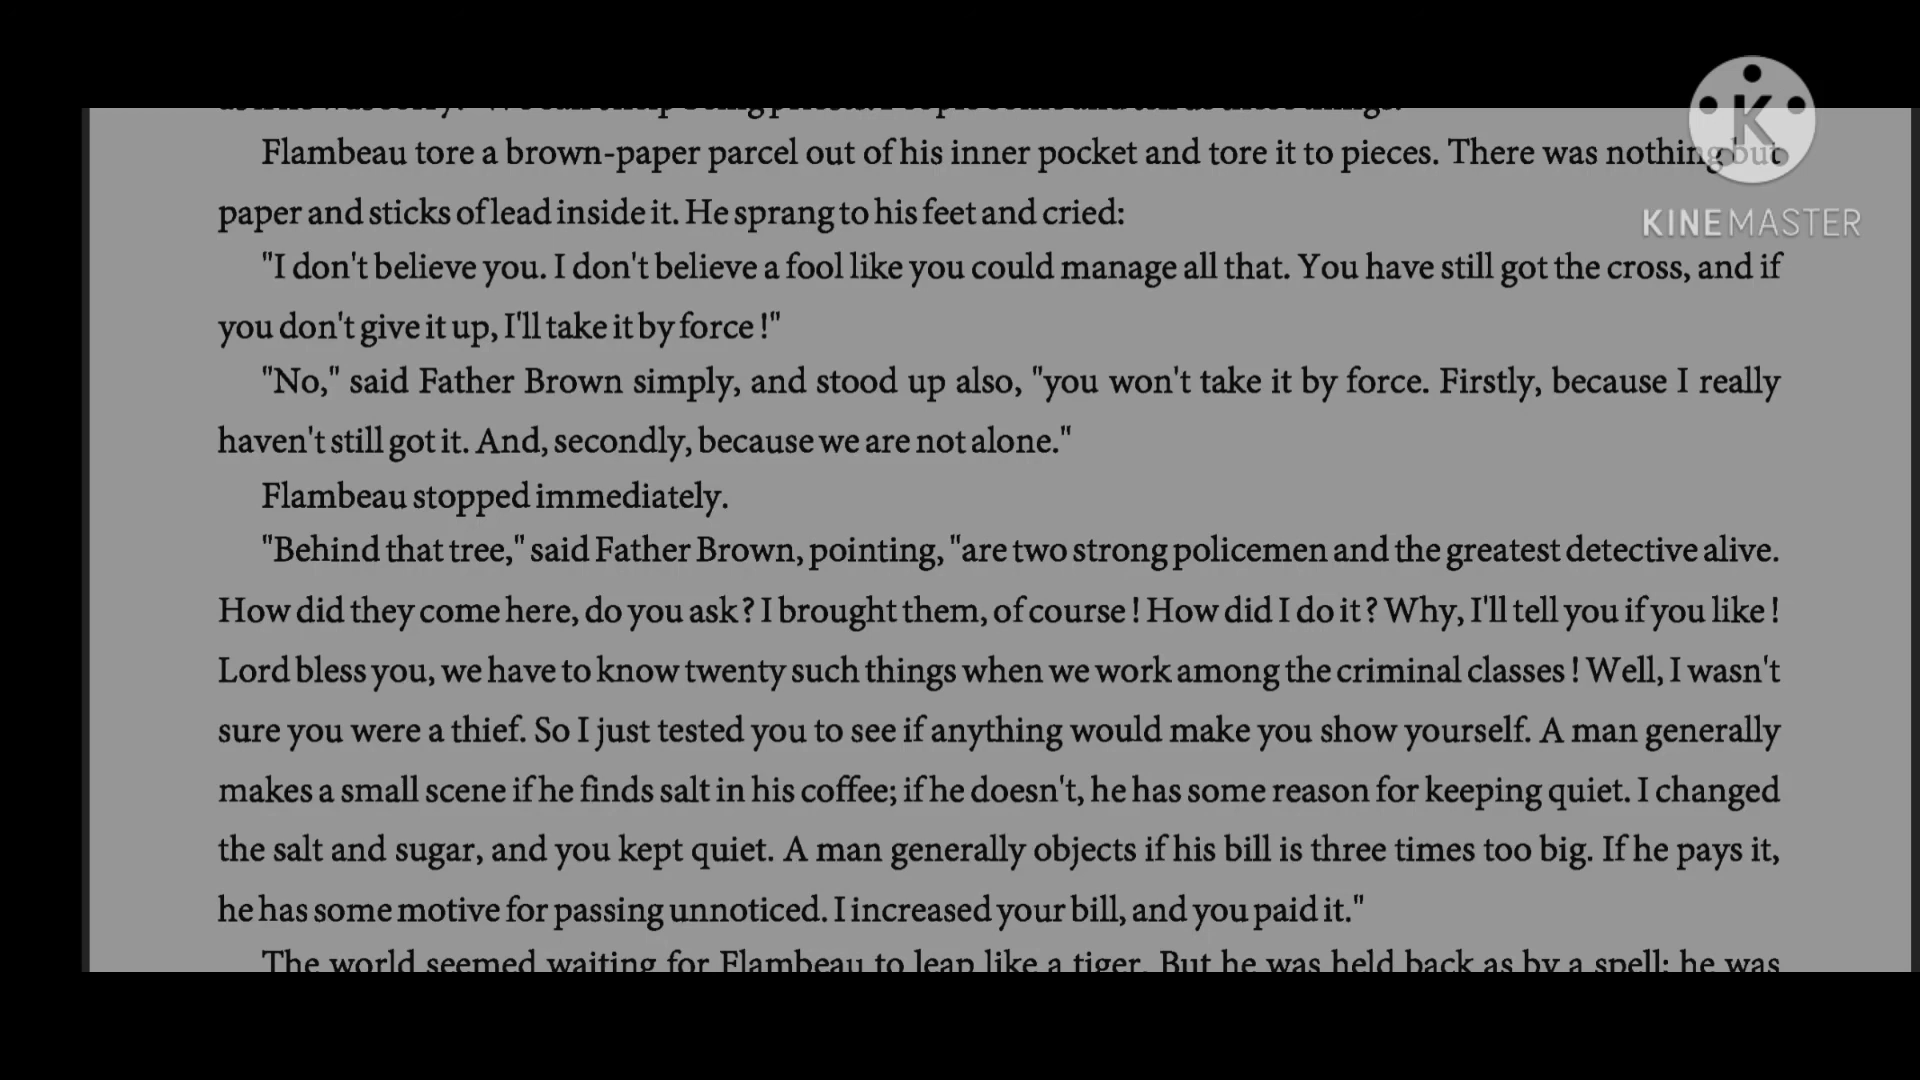 Flambeau tore a brown-paper parcel out of his inner pocket and tore it to pieces. There was nothing but
paper and sticks of lead inside it. He sprang to his feet and cried:
"I don't believe you. I don't believe a fool like you could manage all that. You have still got the cross, and if
you don't give it up, I'll take it by force !"
"No," said Father Brown simply, and stood up also, "you won't take it by force. Firstly, because I really
haven't still got it. And, secondly, because we are not alone."
Flambeau stopped immediately.
"Behind that tree," said Father Brown, pointing, "are two strong policemen and the greatest detective alive.
How did they come here, do you ask ? I brought them, of course ! How did I do it ? Why, I'll tell you if you like !
Lord bless you, we have to know twenty such things when we work among the criminal classes ! Well, I wasn't
sure you were a thief. So I just tested you to see if anything would make you show yourself. A man generally
makes a small scene if he finds salt in his coffee; if he doesn't, he has some reason for keeping quiet. I changed
the salt and sugar, and you kept quiet. A man generally objects if his bill is three times too big. If he pays it,
he has some motive for passing unnoticed. I increased your bill, and you paid it."
The world seemed waiting for Flambeau to leap like a tiger. But he was held back as by a spell; he was
K
KINEMASTER